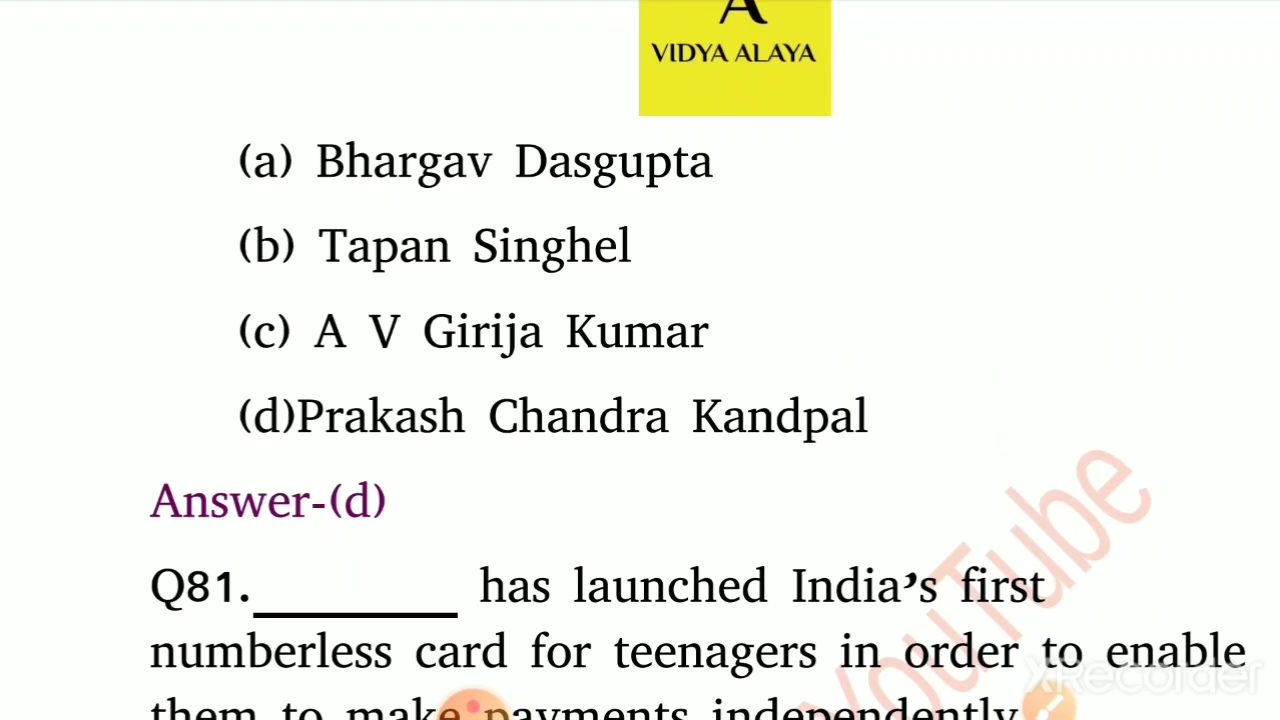 A
VIDYA ALAYA
(a) Bhargav Dasgupta
(b) Tapan Singhel
(c) A V Girija Kumar
(d)Prakash Chandra Kandpal
Answer-(d)
Q81.________ has launched India’s first
numberless card for teenagers in order to enable
them to make payments independently
YouTube
XRecorder